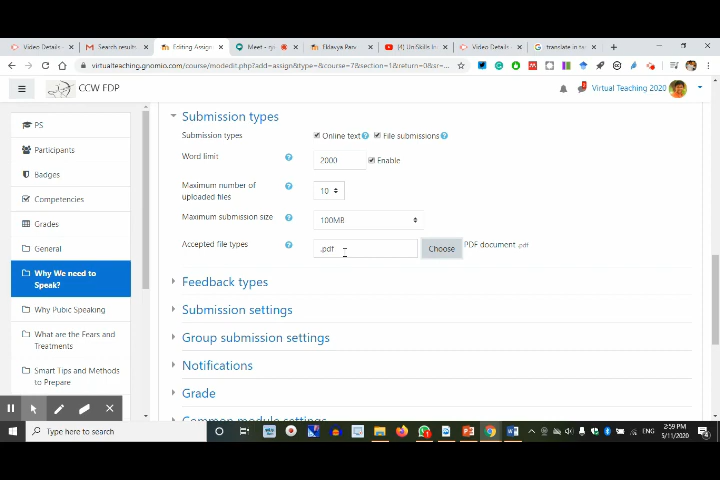 Video Details -
Search results
Editing Assign
Meet - rje
Eklavya Parv
(4) Un:Skills In
Video Details -
translate in ta
virtualteaching.gnomio.com/course/modedit.php?add=assign&type=&course=7&section=1&return=0&sr=...
CCW FDP
Virtual Teaching 2020
PS
Participants
Badges
Competencies
Grades
General
Why We need to
Speak?
Why Pubic Speaking
What are the Fears and
Treatments
Smart Tips and Methods
to Prepare
Submission types
Submission types
Online text
File submissions
Word limit
2000
Enable
Maximum number of
uploaded files
10
Maximum submission size
100MB
Accepted file types
.pdf
Choose
PDF document .pdf
Feedback types
Submission settings
Group submission settings
Notifications
Grade
Common module settings
Type here to search
ENG
2:59 PM
5/11/2020